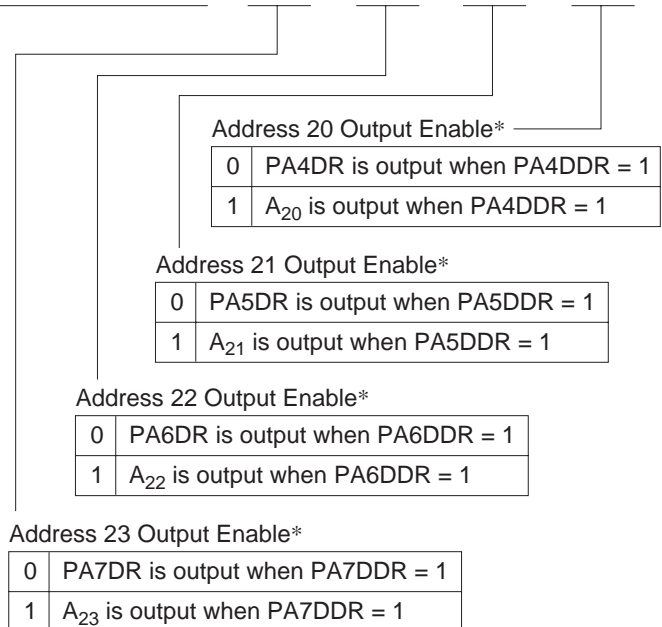 Address 20 Output Enable*
0 PA4DR is output when PA4DDR = 1
1 A20 is output when PA4DDR = 1
Address 21 Output Enable*
0 PA5DR is output when PA5DDR = 1
1 A21 is output when PA5DDR = 1
Address 22 Output Enable*
0 PA6DR is output when PA6DDR = 1
1 A22 is output when PA6DDR = 1
Address 23 Output Enable*
0 PA7DR is output when PA7DDR = 1
1 A23 is output when PA7DDR = 1